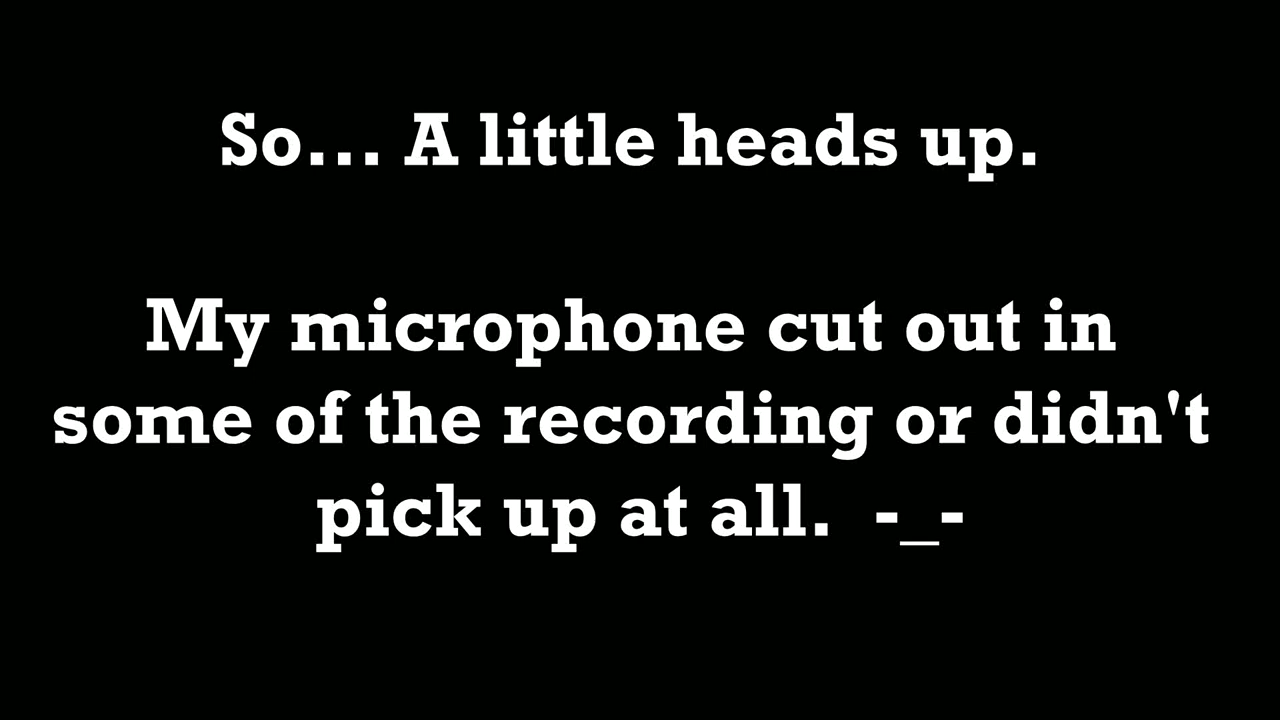 So... A little heads up.
My microphone cut out in
some of the recording or didn't
pick up at all.  -_-